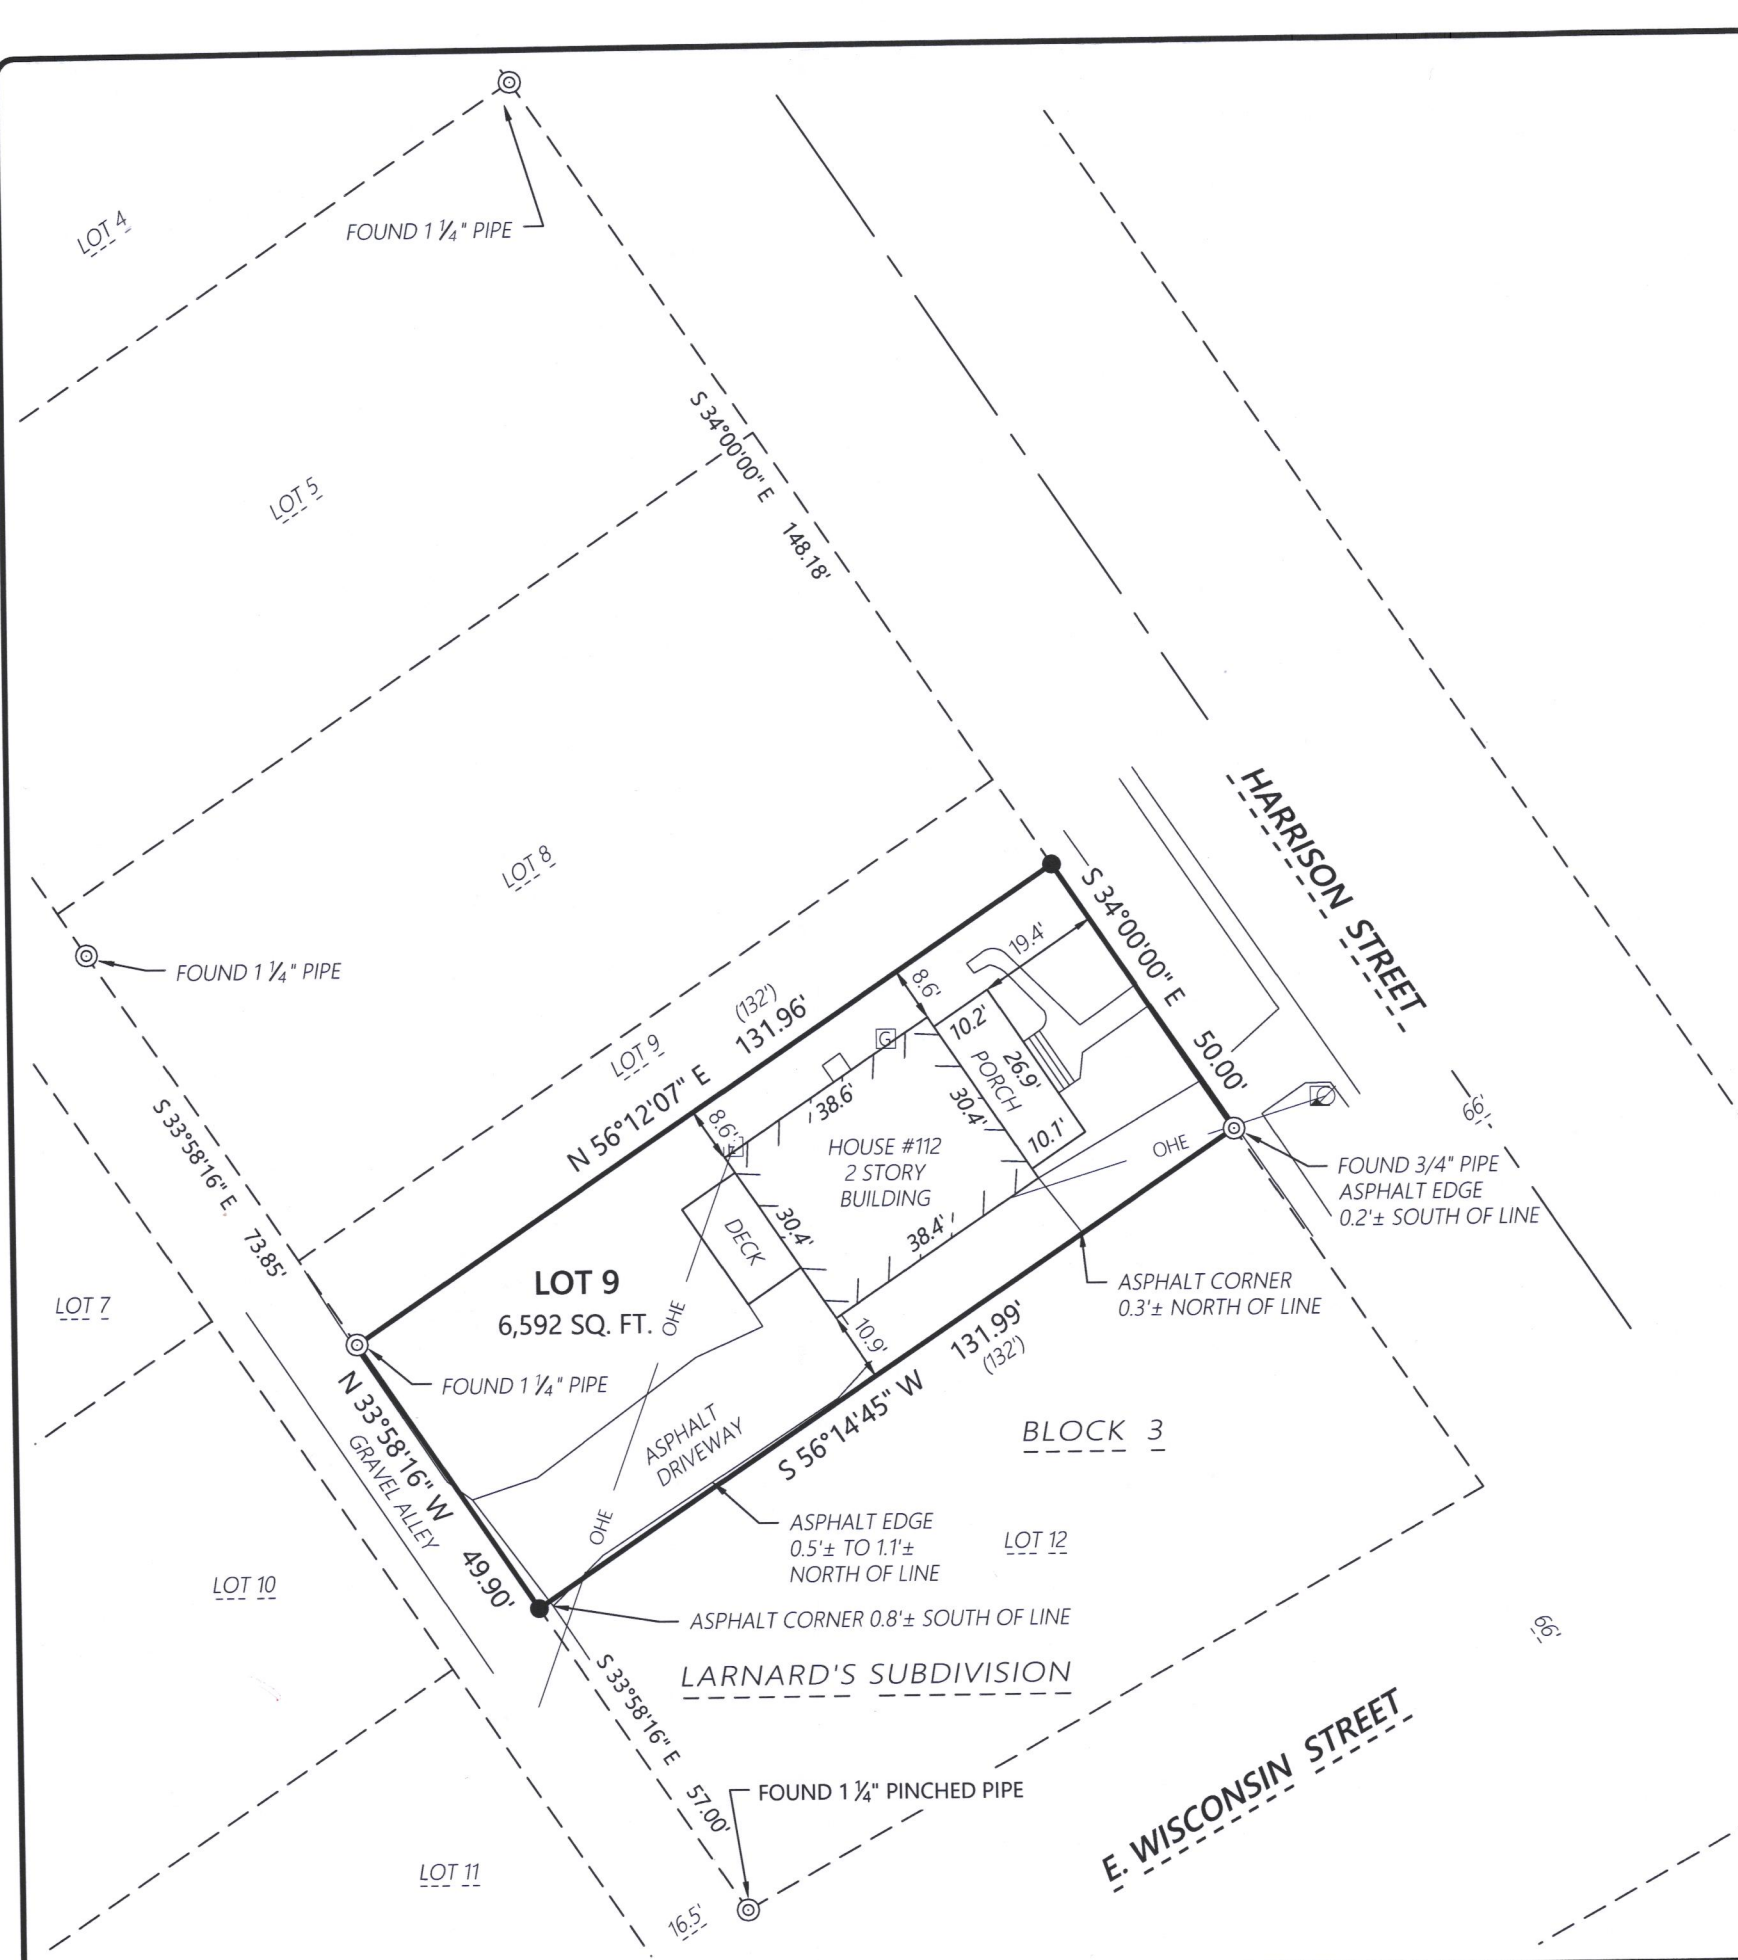 LOT 4
FOUND 1 ¼" PIPE
S 34°00'00" E 148.18'
LOT 5
HARRISON STREET
LOT 8
FOUND 1 ¼" PIPE
S 34°00'00" E 50.00'
19.4'
8.6'
(132')
131.96'
N 56°12'07" E
LOT 9
G
10.2'
26.9'
PORCH
38.6'
30.4'
10.1'
8.6'
E
HOUSE #112
2 STORY
BUILDING
OHE
66'
FOUND 3/4" PIPE
ASPHALT EDGE
0.2'± SOUTH OF LINE
S 33°58'16" E 73.85'
DECK
30.4'
38.4'
LOT 9
6,592 SQ. FT.
OHE
ASPHALT CORNER
0.3'± NORTH OF LINE
LOT 7
10.9'
131.99'
(132')
S 56°14'45" W
FOUND 1 ¼" PIPE
N 33°58'16" W 49.90'
GRAVEL ALLEY
ASPHALT
DRIVEWAY
BLOCK 3
OHE
ASPHALT EDGE
0.5'± TO 1.1'±
NORTH OF LINE
LOT 12
LOT 10
ASPHALT CORNER 0.8'± SOUTH OF LINE
66'
LARNARD'S SUBDIVISION
S 33°58'16" E 57.00'
FOUND 1 ¼" PINCHED PIPE
E. WISCONSIN STREET
LOT 11
16.5'